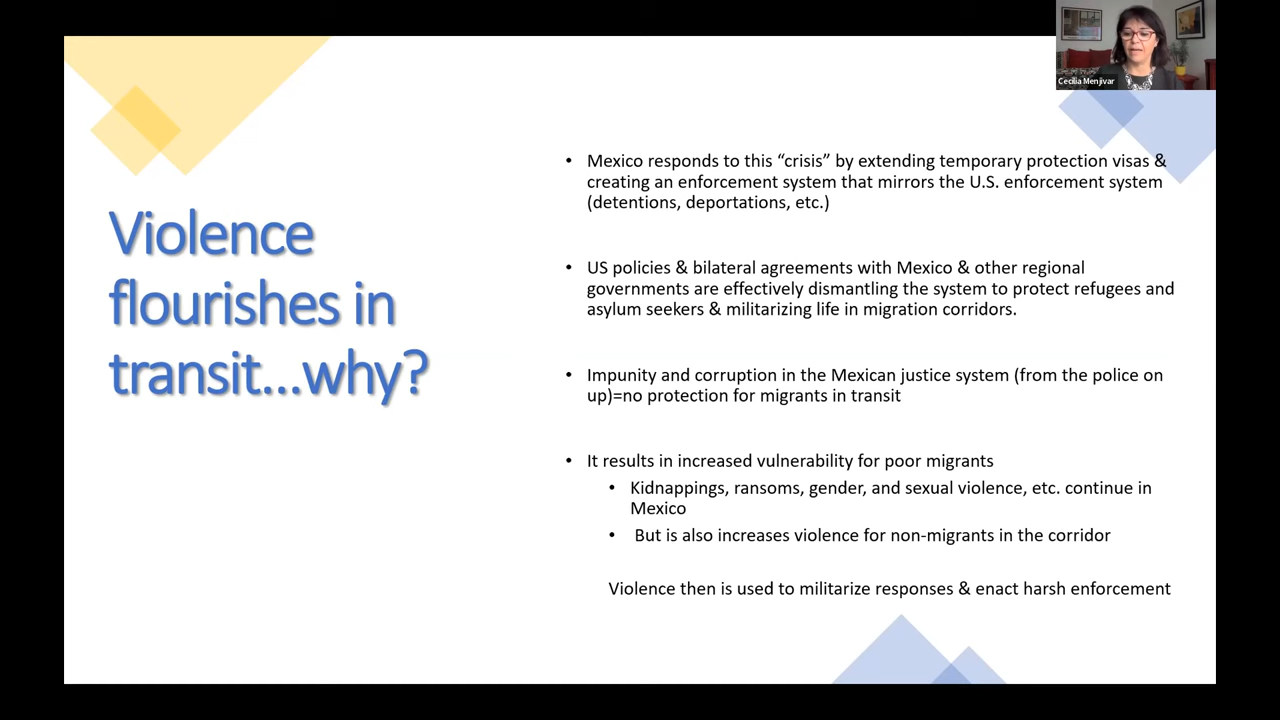 Cecilia Menjívar
Violence
flourishes in
transit...why?
• Mexico responds to this “crisis” by extending temporary protection visas &
creating an enforcement system that mirrors the U.S. enforcement system
(detentions, deportations, etc.)
• US policies & bilateral agreements with Mexico & other regional
governments are effectively dismantling the system to protect refugees and
asylum seekers & militarizing life in migration corridors.
• Impunity and corruption in the Mexican justice system (from the police on
up)=no protection for migrants in transit
• It results in increased vulnerability for poor migrants
• Kidnappings, ransoms, gender, and sexual violence, etc. continue in
Mexico
• But is also increases violence for non-migrants in the corridor
Violence then is used to militarize responses & enact harsh enforcement